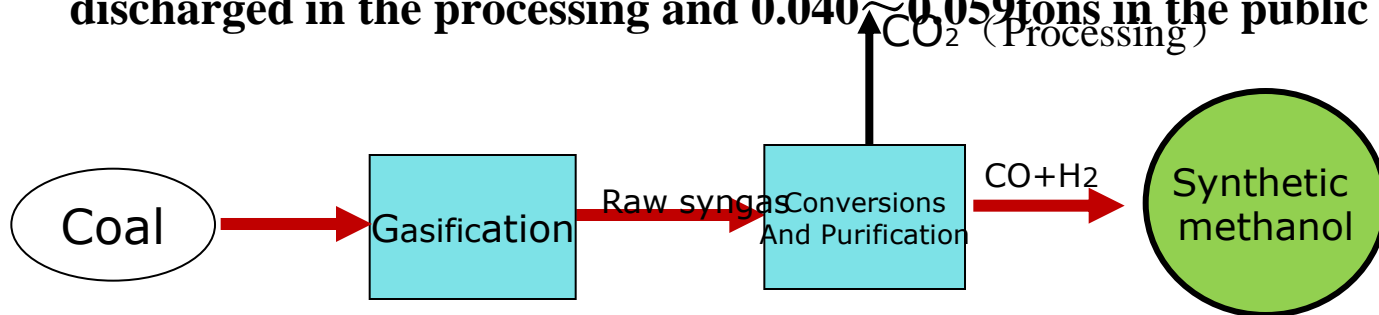 discharged in the processing and 0.040～0.059tons in the public
CO₂（Processing）
Coal
Gasification
Raw syngas
Conversions
And Purification
CO+H2
Synthetic
methanol